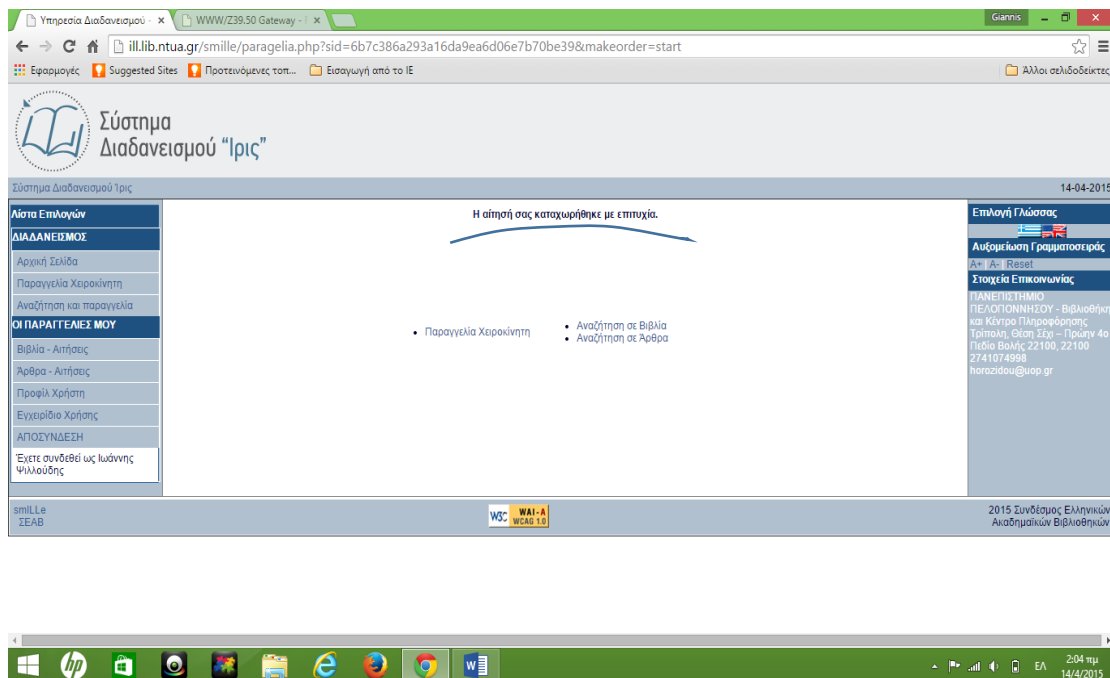 Υπηρεσία Διαδανεισμού -
WWW/Z39.50 Gateway -
Giannis
ill.lib.ntua.gr/smille/paragelia.php?sid=6b7c386a293a16da9ea6d06e7b70be39&makeorder=start
Εφαρμογές Suggested Sites Προτεινόμενες τοπ... Εισαγωγή από το IE Άλλοι σελιδοδείκτες
Σύστημα
Διαδανεισμού "Ιρις"
Σύστημα Διαδανεισμού Ίρις 14-04-2015
Λίστα Επιλογών
ΔΙΑΔΑΝΕΙΣΜΟΣ
Αρχική Σελίδα
Παραγγελία Χειροκίνητη
Αναζήτηση και παραγγελία
ΟΙ ΠΑΡΑΓΓΕΛΙΕΣ ΜΟΥ
Βιβλία - Αιτήσεις
Άρθρα - Αιτήσεις
Προφίλ Χρήστη
Εγχειρίδιο Χρήσης
ΑΠΟΣΥΝΔΕΣΗ
Έχετε συνδεθεί ως Ιωάννης
Ψιλλούδης
Η αίτησή σας καταχωρήθηκε με επιτυχία.
Παραγγελία Χειροκίνητη
Αναζήτηση σε Βιβλία
Αναζήτηση σε Άρθρα
Επιλογή Γλώσσας
Αυξομείωση Γραμματοσειράς
A+ | A- | Reset
Στοιχεία Επικοινωνίας
ΠΑΝΕΠΙΣΤΗΜΙΟ
ΠΕΛΟΠΟΝΝΗΣΟΥ - Βιβλιοθήκη
και Κέντρο Πληροφόρησης
Τρίπολη, Θέση Σέχι – Πρώην 4ο
Πεδίο Βολής 22100, 22100
2741074998
horozidou@uop.gr
smILLe
ΣΕΑΒ
W3C WAI-A
WCAG 1.0
2015 Συνδέσμος Ελληνικών
Ακαδημαϊκών Βιβλιοθηκών
ΕΛ
2:04 πμ
14/4/2015